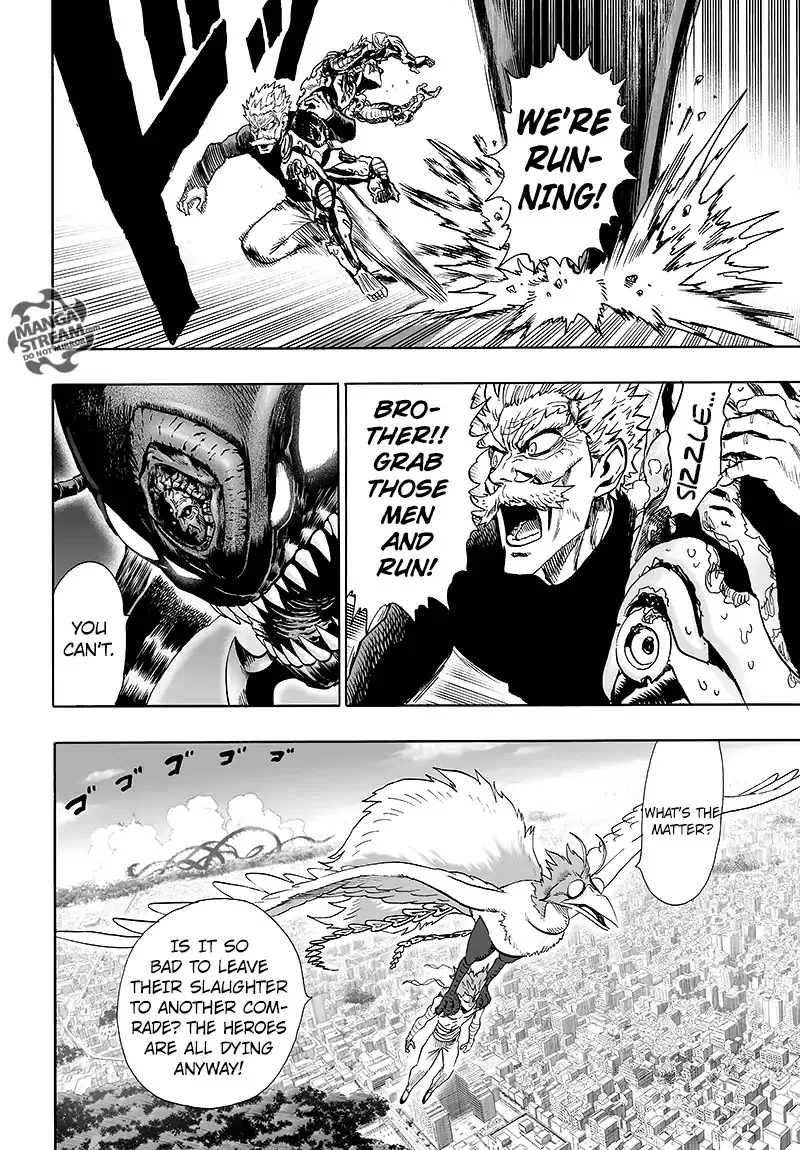 WE'RE
RUN-
NING!
MANGA
STREAM.com
DO NOT MIRROR
SIZZLE...
BRO-
THER!!
GRAB
THOSE
MEN
AND
RUN!
YOU
CAN'T.
ゴゴゴゴゴ
WHAT'S THE
MATTER?
IS IT SO
BAD TO LEAVE
THEIR SLAUGHTER
TO ANOTHER COM-
RADE? THE HEROES
ARE ALL DYING
ANYWAY!